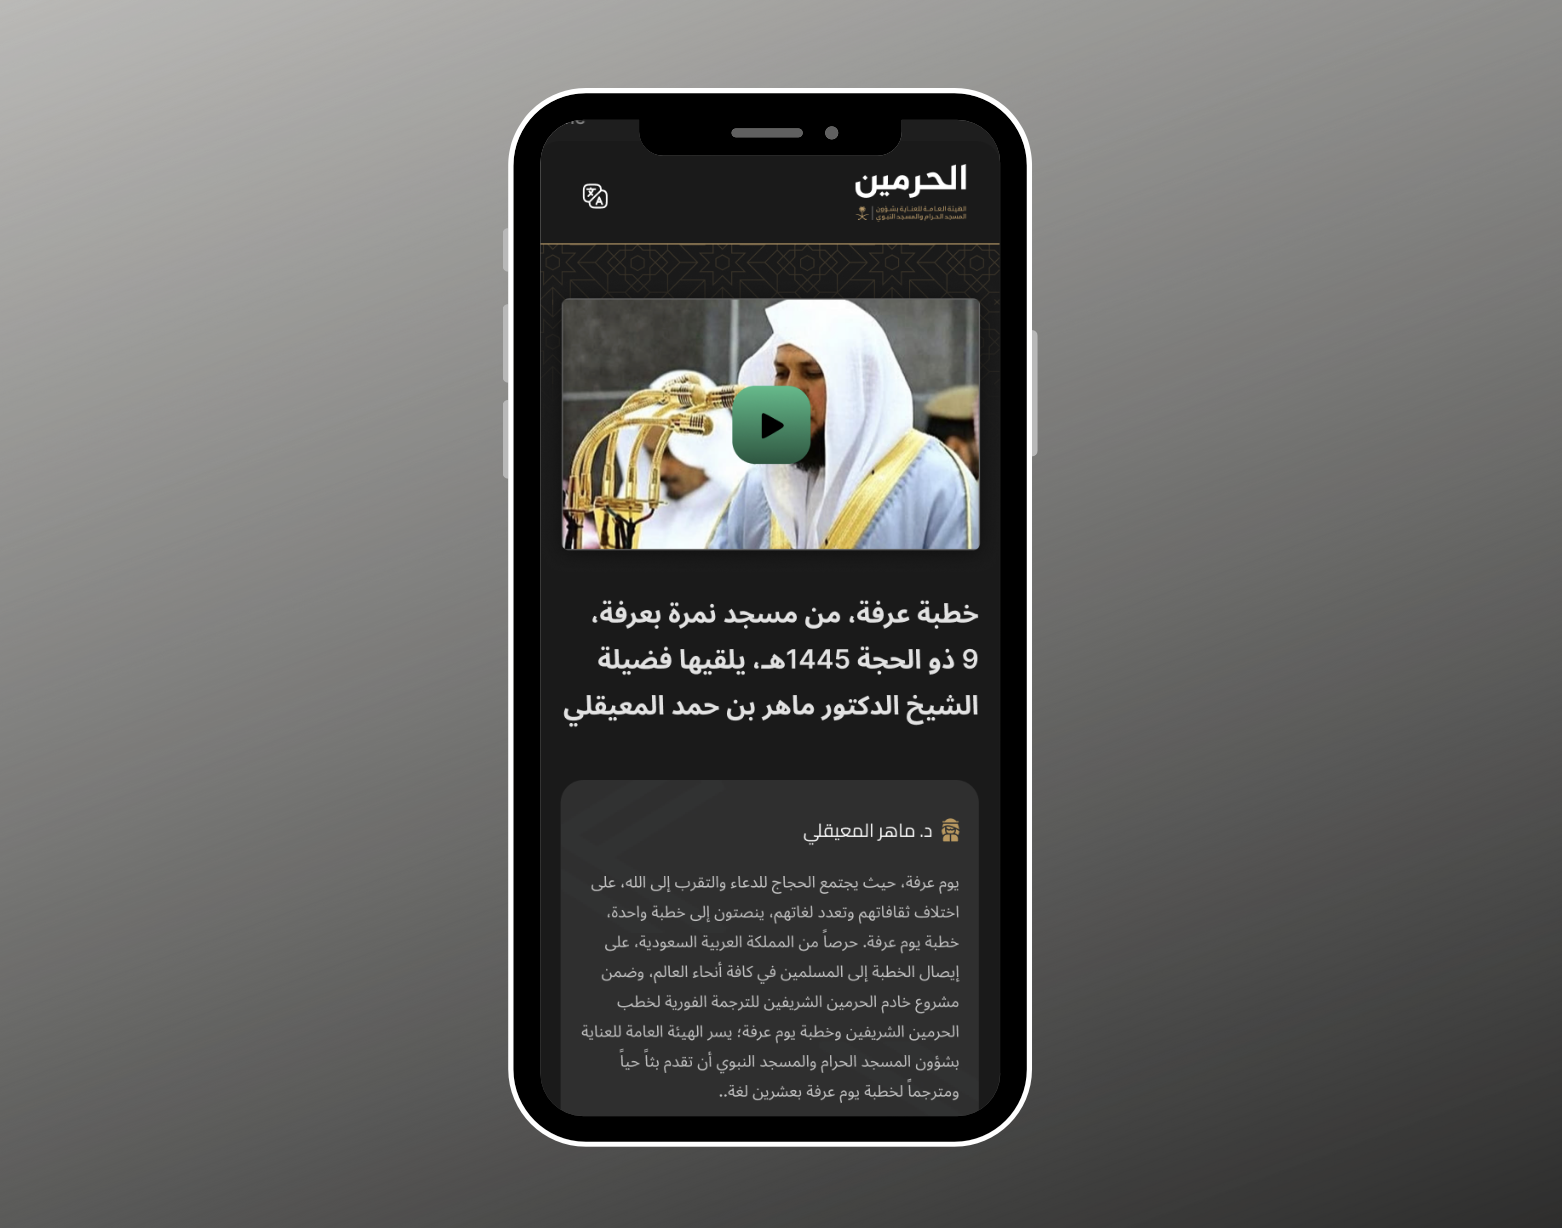 الحرمين
الهيئة العامة للعناية بشؤون
المسجد الحرام والمسجد النبوي
خطبة عرفة، من مسجد نمرة بعرفة،
9 ذو الحجة 1445هـ، يلقيها فضيلة
الشيخ الدكتور ماهر بن حمد المعيقلي
د. ماهر المعيقلي
يوم عرفة، حيث يجتمع الحجاج للدعاء والتقرب إلى الله، على
اختلاف ثقافاتهم وتعدد لغاتهم، ينصتون إلى خطبة واحدة،
خطبة يوم عرفة. حرصاً من المملكة العربية السعودية، على
إيصال الخطبة إلى المسلمين في كافة أنحاء العالم، وضمن
مشروع خادم الحرمين الشريفين للترجمة الفورية لخطب
الحرمين الشريفين وخطبة يوم عرفة؛ يسر الهيئة العامة للعناية
بشؤون المسجد الحرام والمسجد النبوي أن تقدم بثاً حياً
ومترجماً لخطبة يوم عرفة بعشرين لغة..